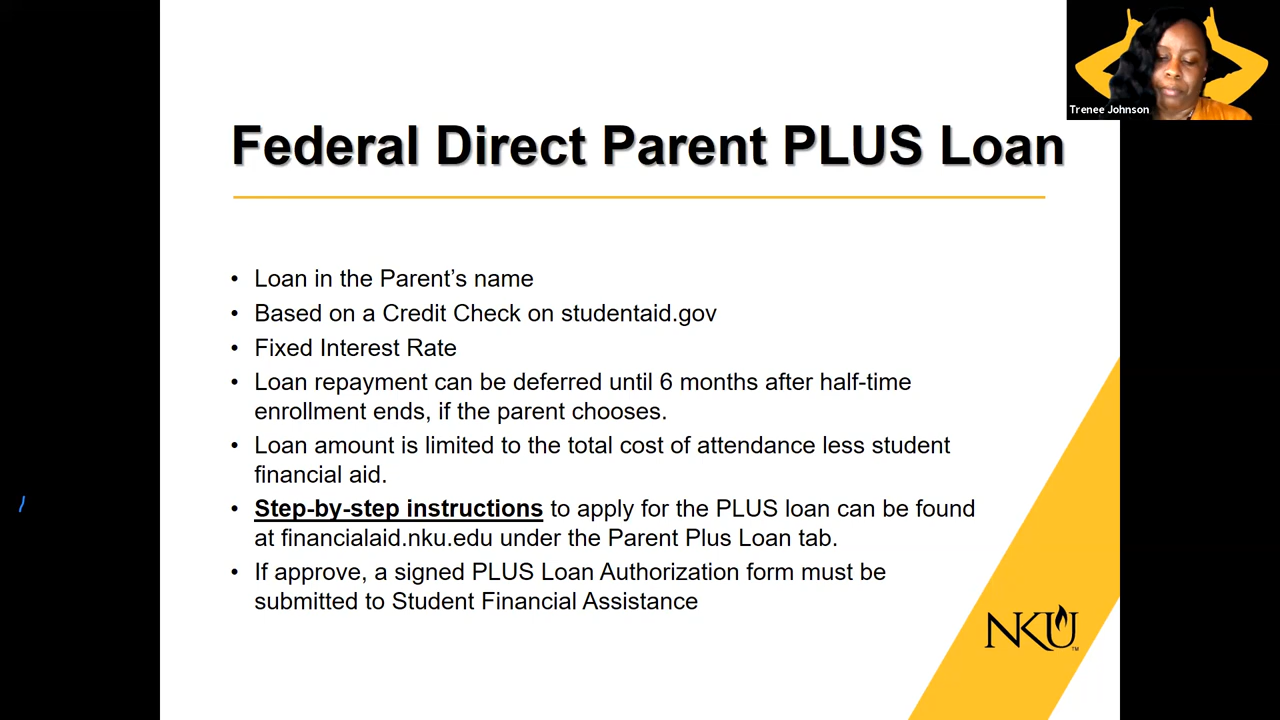 Trenee Johnson
Federal Direct Parent PLUS Loan
• Loan in the Parent’s name
• Based on a Credit Check on studentaid.gov
• Fixed Interest Rate
• Loan repayment can be deferred until 6 months after half-time
enrollment ends, if the parent chooses.
• Loan amount is limited to the total cost of attendance less student
financial aid.
• Step-by-step instructions to apply for the PLUS loan can be found
at financialaid.nku.edu under the Parent Plus Loan tab.
• If approve, a signed PLUS Loan Authorization form must be
submitted to Student Financial Assistance
NKU™